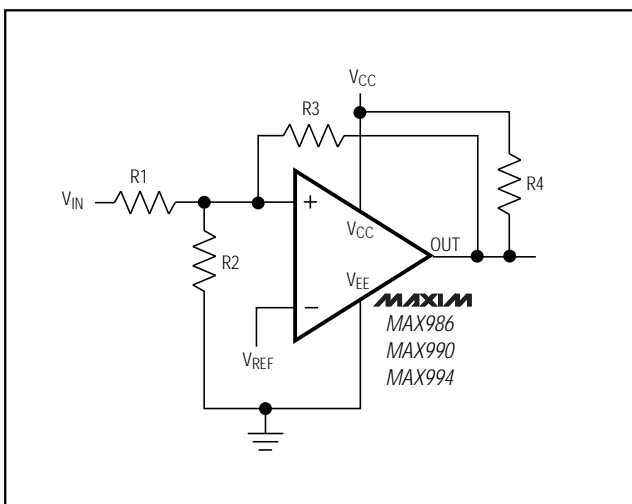 VCC
R3
R1
R4
VIN
+
VCC
OUT
R2
VEE
MAXIM
−
MAX986
VREF
MAX990
MAX994